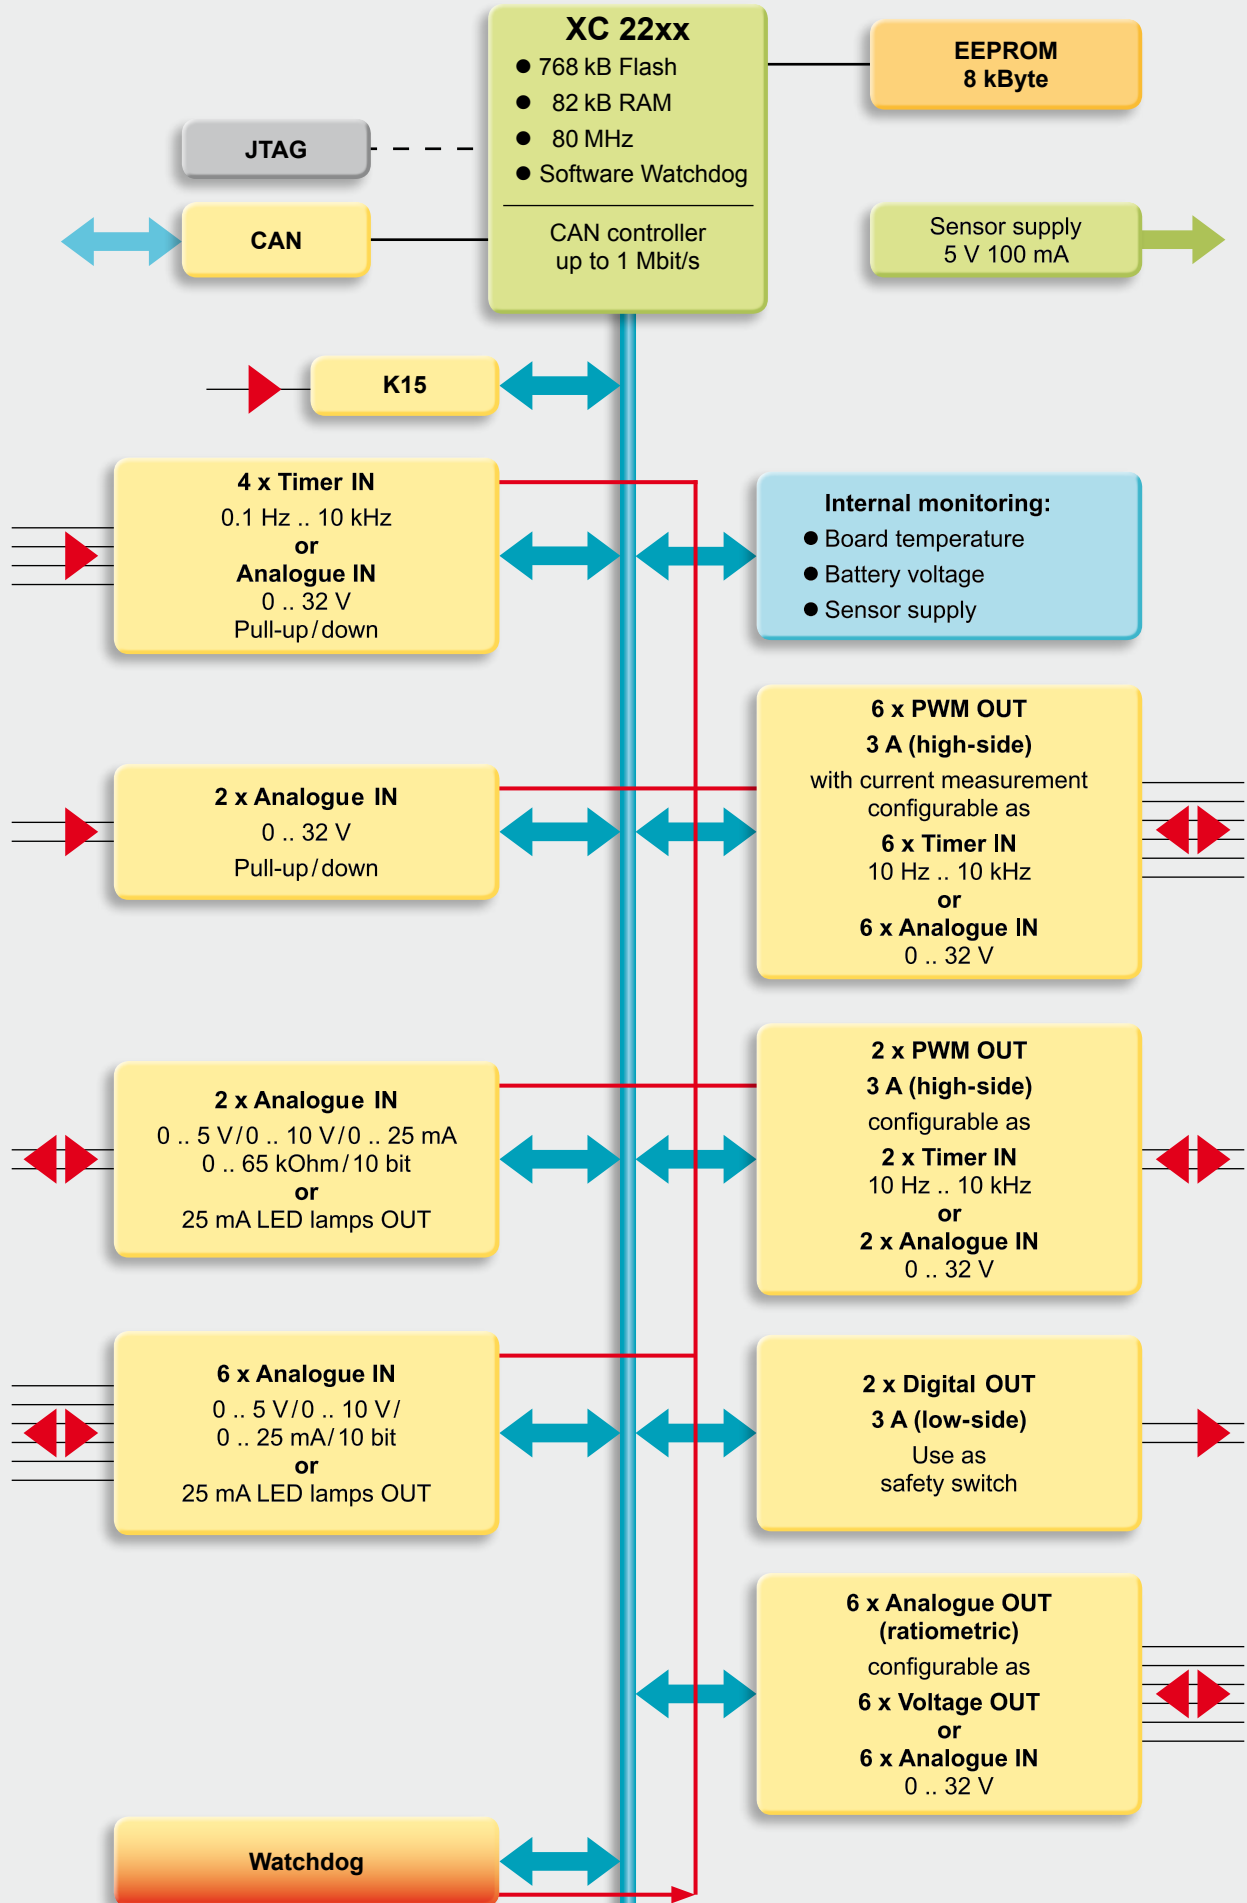 XC 22xx
● 768 kB Flash
● 82 kB RAM
● 80 MHz
● Software Watchdog
CAN controller
up to 1 Mbit/s
EEPROM
8 kByte
JTAG
CAN
Sensor supply
5 V 100 mA
K15
4 x Timer IN
0.1 Hz .. 10 kHz
or
Analogue IN
0 .. 32 V
Pull-up/down
Internal monitoring:
● Board temperature
● Battery voltage
● Sensor supply
2 x Analogue IN
0 .. 32 V
Pull-up/down
6 x PWM OUT
3 A (high-side)
with current measurement
configurable as
6 x Timer IN
10 Hz .. 10 kHz
or
6 x Analogue IN
0 .. 32 V
2 x Analogue IN
0 .. 5 V/0 .. 10 V/0 .. 25 mA
0 .. 65 kOhm/10 bit
or
25 mA LED lamps OUT
2 x PWM OUT
3 A (high-side)
configurable as
2 x Timer IN
10 Hz .. 10 kHz
or
2 x Analogue IN
0 .. 32 V
6 x Analogue IN
0 .. 5 V/0 .. 10 V/
0 .. 25 mA/10 bit
or
25 mA LED lamps OUT
2 x Digital OUT
3 A (low-side)
Use as
safety switch
6 x Analogue OUT
(ratiometric)
configurable as
6 x Voltage OUT
or
6 x Analogue IN
0 .. 32 V
Watchdog